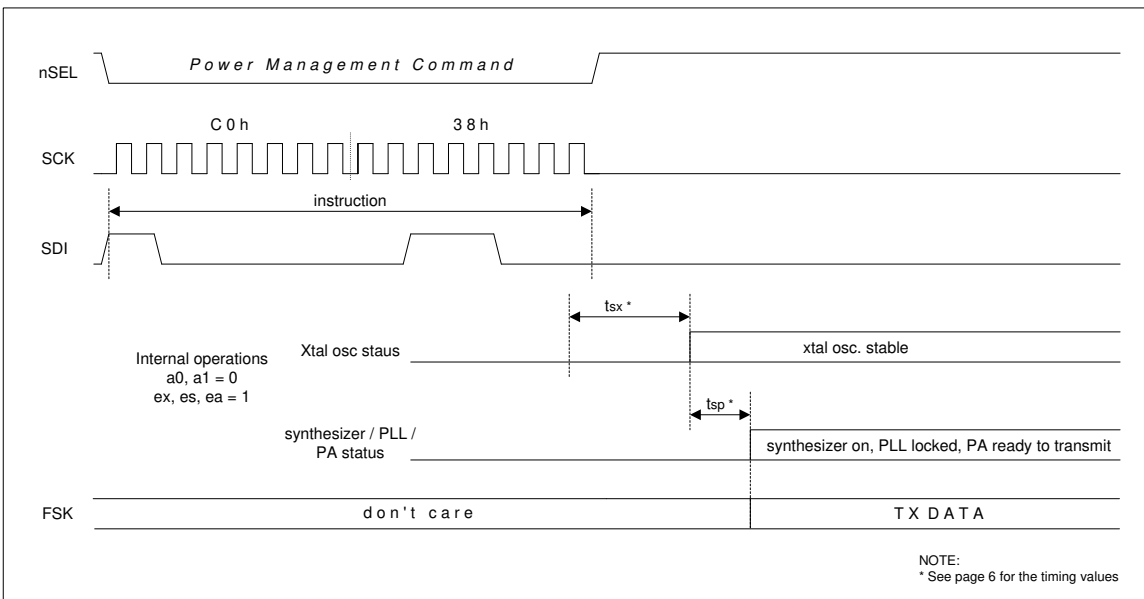 nSEL
Power Management Command
C0h
38h
SCK
instruction
SDI
tsx *
Xtal osc staus
xtal osc. stable
Internal operations
a0, a1 = 0
ex, es, ea = 1
tsp *
synthesizer / PLL /
PA status
synthesizer on, PLL locked, PA ready to transmit
FSK
don't care
TX DATA
NOTE:
* See page 6 for the timing values